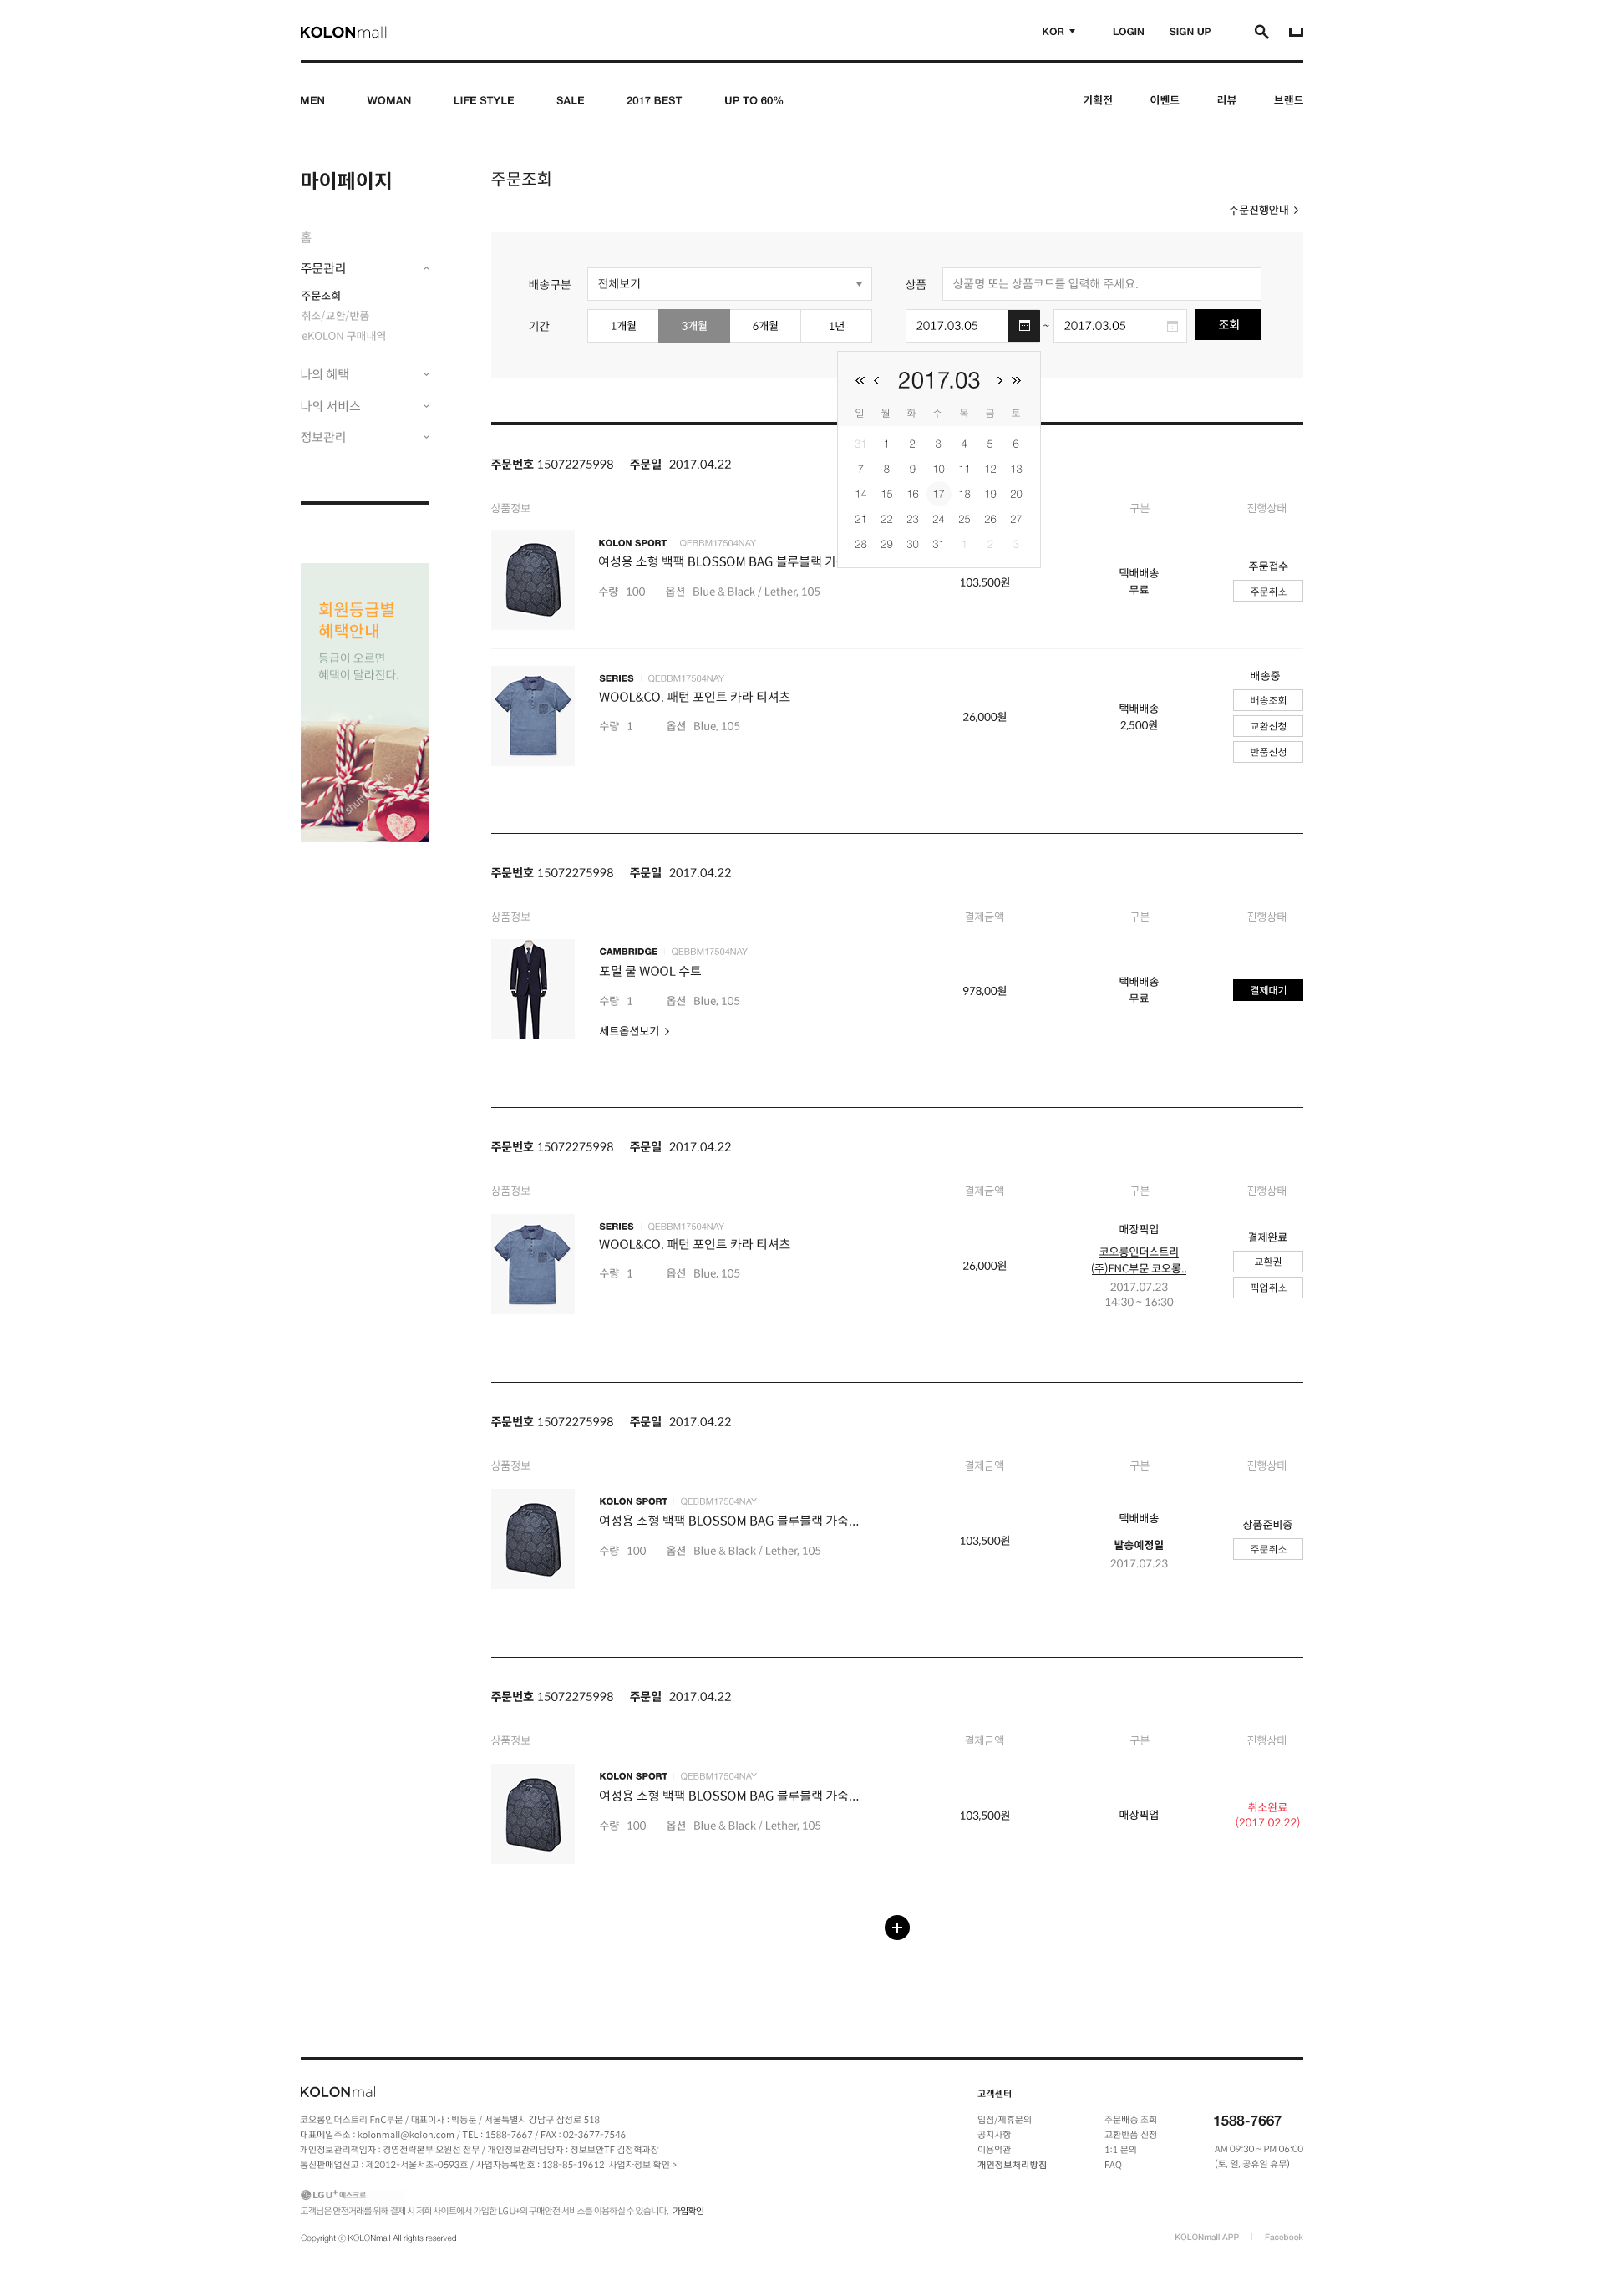 KOLONmall
KOR
LOGIN
SIGN UP
MEN
WOMAN
LIFE STYLE
SALE
2017 BEST
UP TO 60%
기획전
이벤트
리뷰
브랜드
마이페이지
홈
주문관리
주문조회
취소/교환/반품
eKOLON 구매내역
나의 혜택
나의 서비스
정보관리
회원등급별
혜택안내
등급이 오르면
혜택이 달라진다.
주문조회
주문진행안내 >
배송구분
전체보기
상품
상품명 또는 상품코드를 입력해 주세요.
기간
1개월
3개월
6개월
1년
2017.03.05
~
2017.03.05
조회
« < 2017.03 > »
일 월 화 수 목 금 토
31 1 2 3 4 5 6
7 8 9 10 11 12 13
14 15 16 17 18 19 20
21 22 23 24 25 26 27
28 29 30 31 1 2 3
주문번호 15072275998 주문일 2017.04.22
상품정보
구분
진행상태
KOLON SPORT | QEBBM17504NAY
여성용 소형 백팩 BLOSSOM BAG 블루블랙 가
수량 100 옵션 Blue & Black / Lether, 105
103,500원
택배배송
무료
주문접수
주문취소
SERIES QEBBM17504NAY
WOOL&CO. 패턴 포인트 카라 티셔츠
수량 1 옵션 Blue, 105
26,000원
택배배송
2,500원
배송중
배송조회
교환신청
반품신청
주문번호 15072275998 주문일 2017.04.22
상품정보
결제금액
구분
진행상태
CAMBRIDGE | QEBBM17504NAY
포멀 쿨 WOOL 수트
수량 1 옵션 Blue, 105
세트옵션보기 >
978,00원
택배배송
무료
결제대기
주문번호 15072275998 주문일 2017.04.22
상품정보
결제금액
구분
진행상태
SERIES QEBBM17504NAY
WOOL&CO. 패턴 포인트 카라 티셔츠
수량 1 옵션 Blue, 105
26,000원
매장픽업
코오롱인더스트리
(주)FNC부문 코오롱..
2017.07.23
14:30 ~ 16:30
결제완료
교환권
픽업취소
주문번호 15072275998 주문일 2017.04.22
상품정보
결제금액
구분
진행상태
KOLON SPORT | QEBBM17504NAY
여성용 소형 백팩 BLOSSOM BAG 블루블랙 가죽...
수량 100 옵션 Blue & Black / Lether, 105
103,500원
택배배송
발송예정일
2017.07.23
상품준비중
주문취소
주문번호 15072275998 주문일 2017.04.22
상품정보
결제금액
구분
진행상태
KOLON SPORT | QEBBM17504NAY
여성용 소형 백팩 BLOSSOM BAG 블루블랙 가죽...
수량 100 옵션 Blue & Black / Lether, 105
103,500원
매장픽업
취소완료
(2017.02.22)
KOLONmall
코오롱인더스트리 FnC부문 / 대표이사 : 박동문 / 서울특별시 강남구 삼성로 518
대표메일주소 : kolonmall@kolon.com / TEL : 1588-7667 / FAX : 02-3677-7546
개인정보관리책임자 : 경영전략본부 오원선 전무 / 개인정보관리담당자 : 정보보안TF 김정혁과장
통신판매업신고 : 제2012-서울서초-0593호 / 사업자등록번호 : 138-85-19612 사업자정보 확인 >
LG U+ 에스크로
고객님은 안전거래를 위해 결제 시 저희 사이트에서 가입한 LG U+의 구매안전 서비스를 이용하실 수 있습니다. 가입확인
Copyright ⓒ KOLONmall All rights reserved
고객센터
입점/제휴문의
공지사항
이용약관
개인정보처리방침
주문배송 조회
교환반품 신청
1:1 문의
FAQ
1588-7667
AM 09:30 ~ PM 06:00
(토, 일, 공휴일 휴무)
KOLONmall APP | Facebook